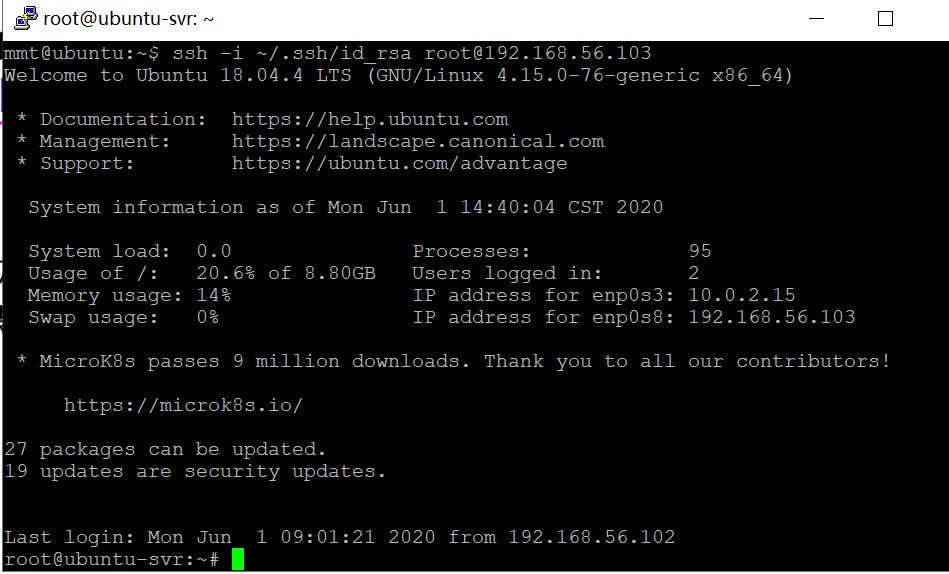 root@ubuntu-svr: ~
mmt@ubuntu:~$ ssh -i ~/.ssh/id_rsa root@192.168.56.103
Welcome to Ubuntu 18.04.4 LTS (GNU/Linux 4.15.0-76-generic x86_64)
 * Documentation:  https://help.ubuntu.com
 * Management:     https://landscape.canonical.com
 * Support:        https://ubuntu.com/advantage
  System information as of Mon Jun  1 14:40:04 CST 2020
  System load:  0.0               Processes:             95
  Usage of /:   20.6% of 8.80GB   Users logged in:       2
  Memory usage: 14%               IP address for enp0s3: 10.0.2.15
  Swap usage:   0%                IP address for enp0s8: 192.168.56.103
 * MicroK8s passes 9 million downloads. Thank you to all our contributors!
     https://microk8s.io/
27 packages can be updated.
19 updates are security updates.
Last login: Mon Jun  1 09:01:21 2020 from 192.168.56.102
root@ubuntu-svr:~#